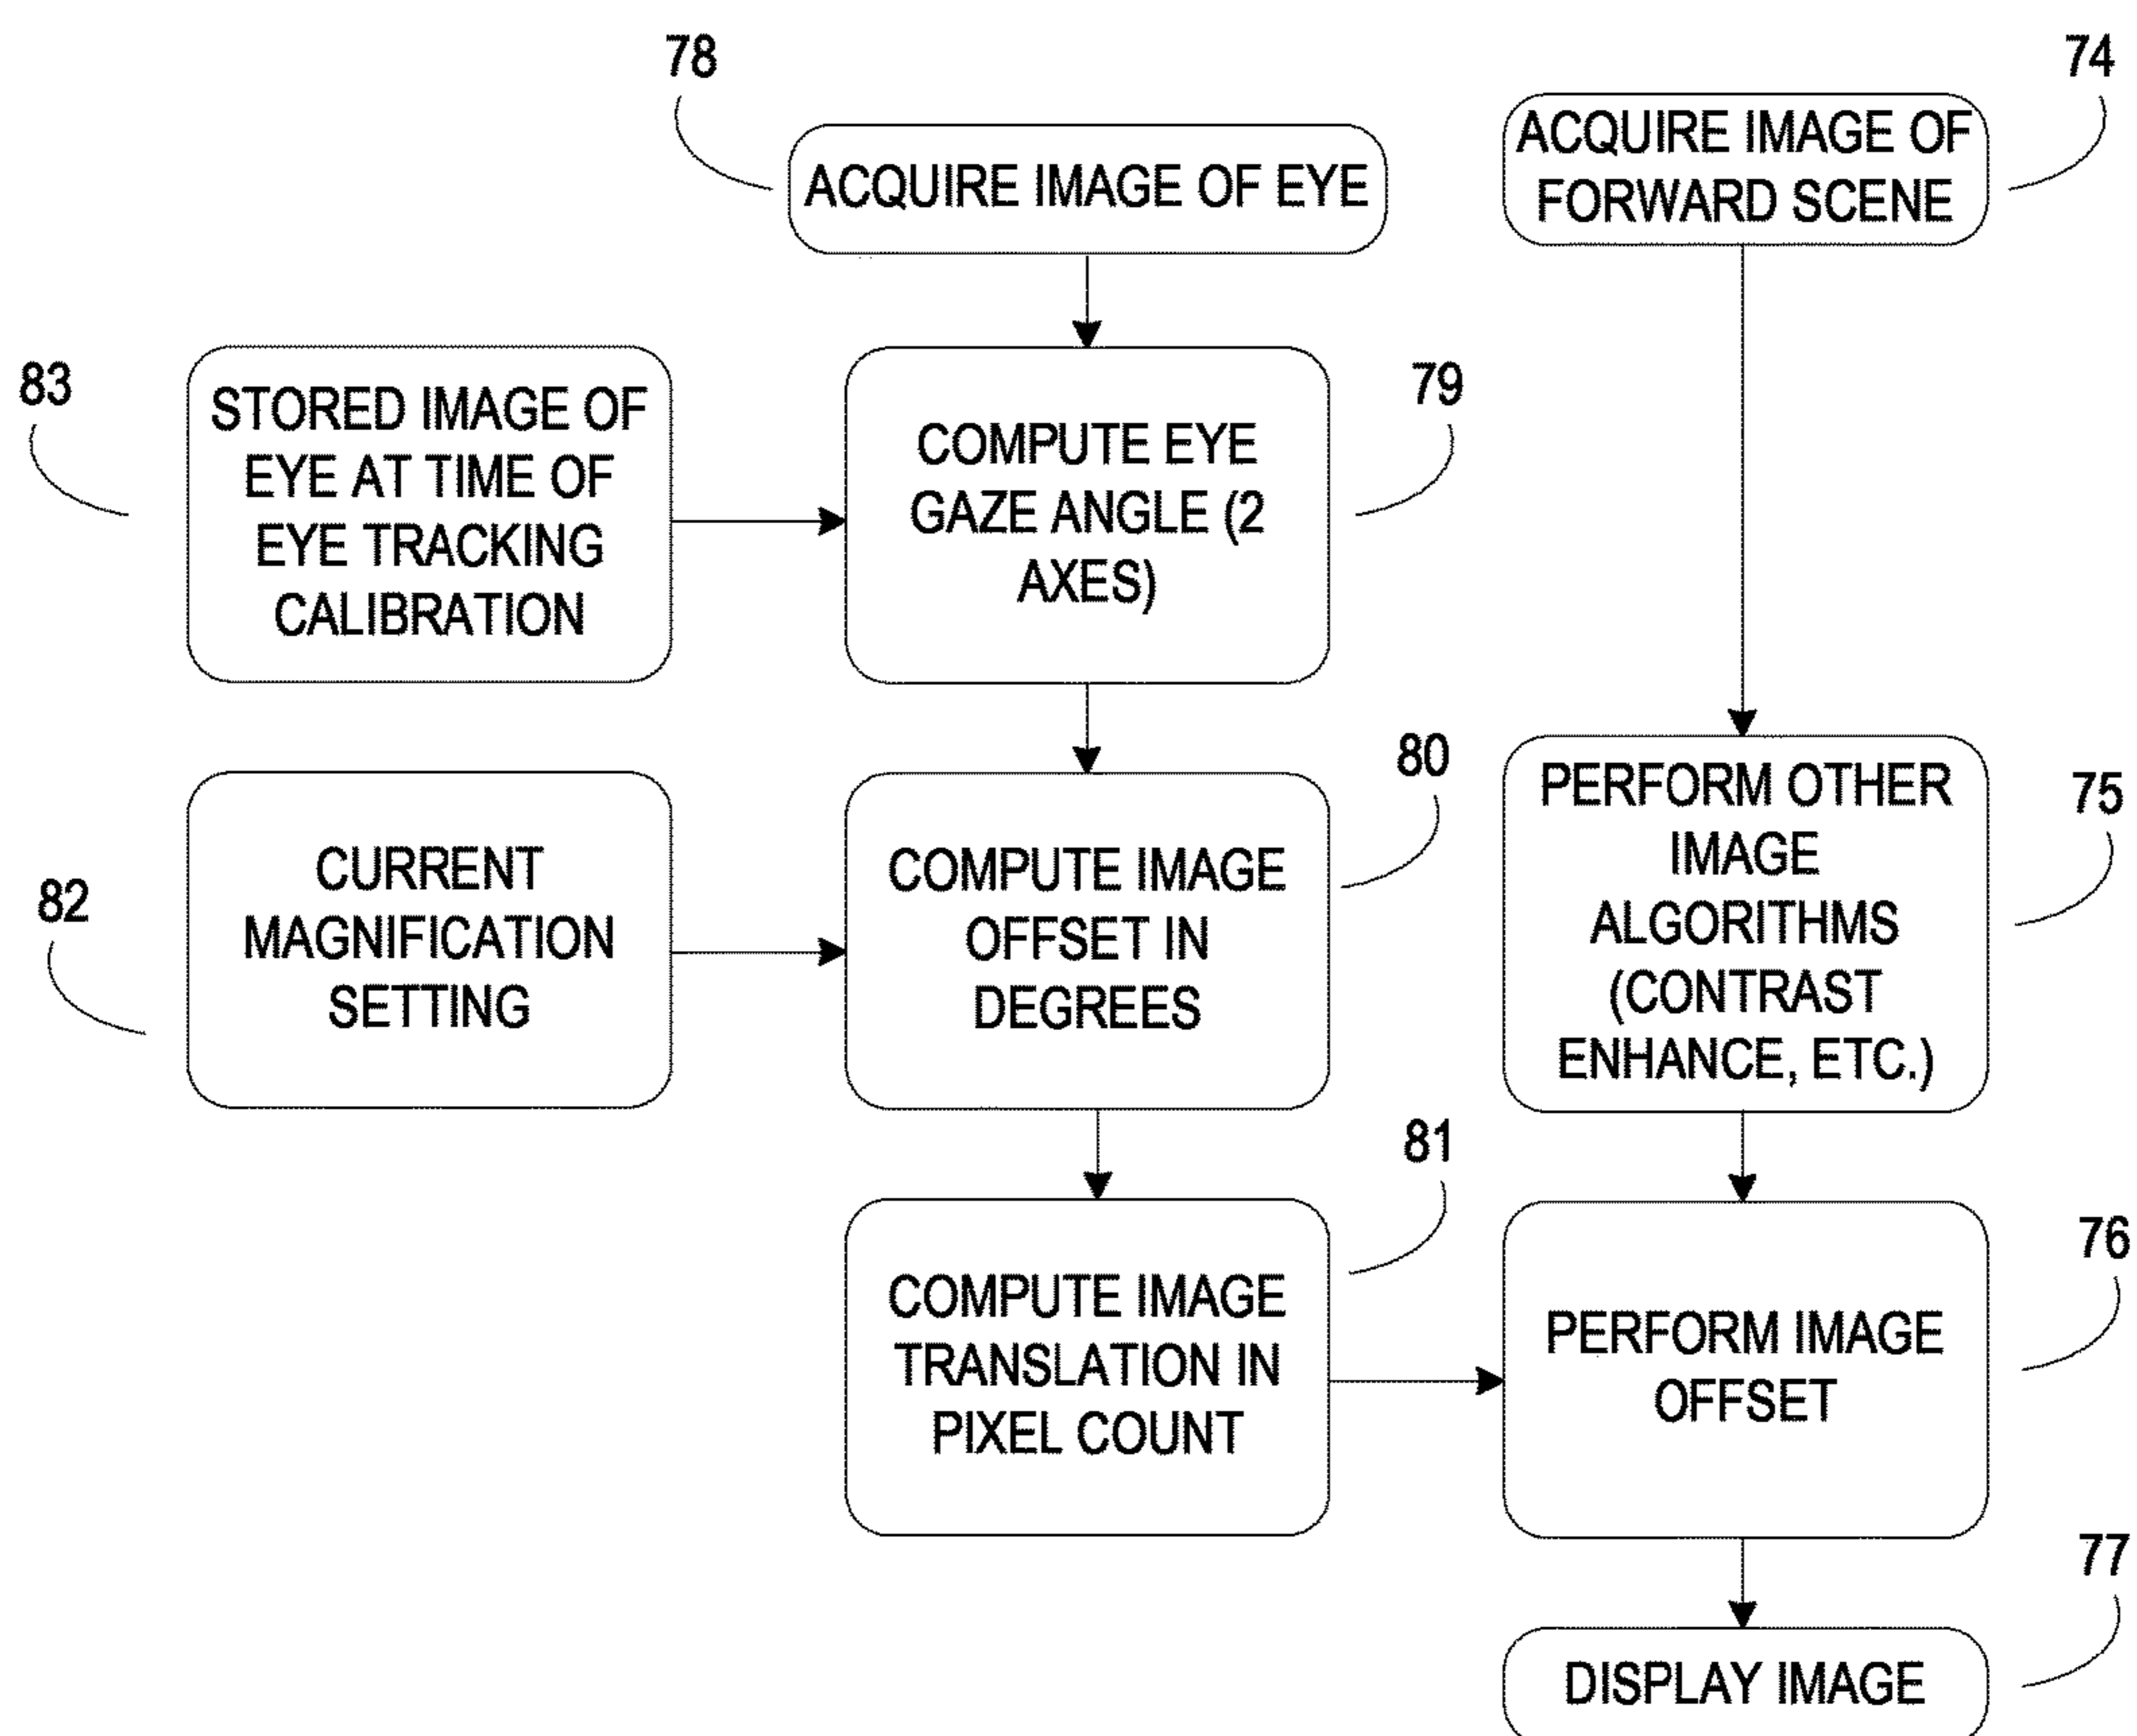 78
ACQUIRE IMAGE OF EYE
74
ACQUIRE IMAGE OF
FORWARD SCENE
83
STORED IMAGE OF
EYE AT TIME OF
EYE TRACKING
CALIBRATION
79
COMPUTE EYE
GAZE ANGLE (2
AXES)
82
CURRENT
MAGNIFICATION
SETTING
80
COMPUTE IMAGE
OFFSET IN
DEGREES
75
PERFORM OTHER
IMAGE
ALGORITHMS
(CONTRAST
ENHANCE, ETC.)
81
COMPUTE IMAGE
TRANSLATION IN
PIXEL COUNT
76
PERFORM IMAGE
OFFSET
77
DISPLAY IMAGE